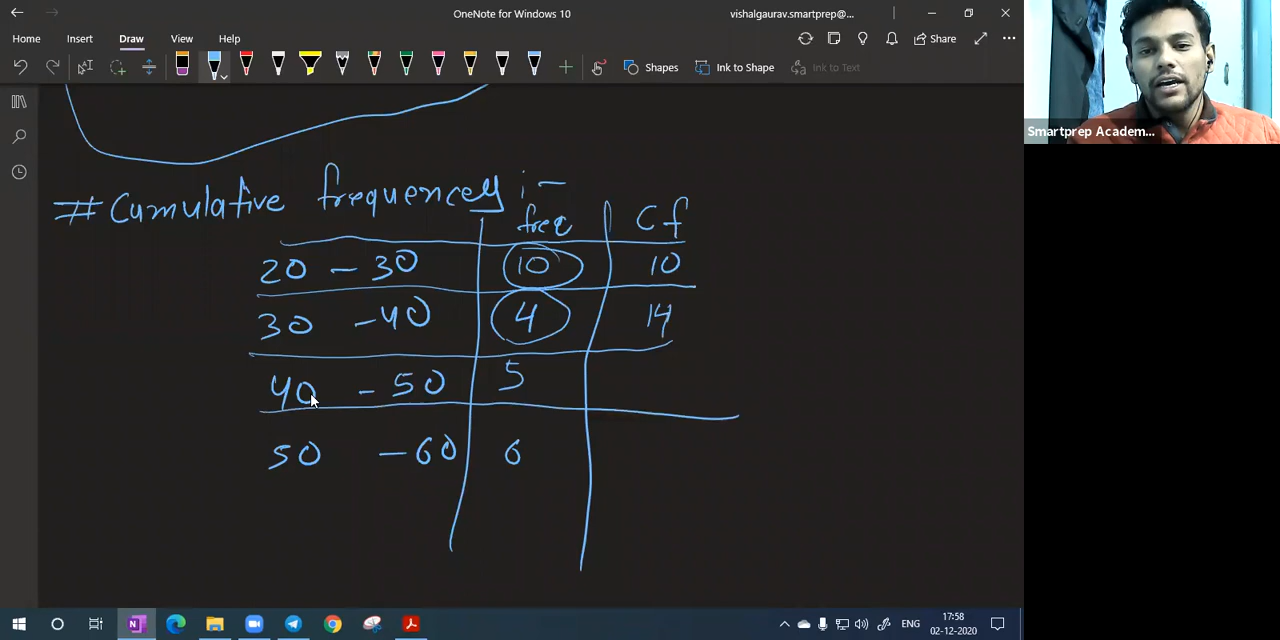 OneNote for Windows 10
vishalgaurav.smartprep@...
Home Insert Draw View Help
Share
Shapes Ink to Shape Ink to Text
Smartprep Academ...
# Cumulative frequencey :-
freq Cf
20 - 30 10 10
30 - 40 4 14
40 - 50 5
50 - 60 6
ENG
17:58
02-12-2020